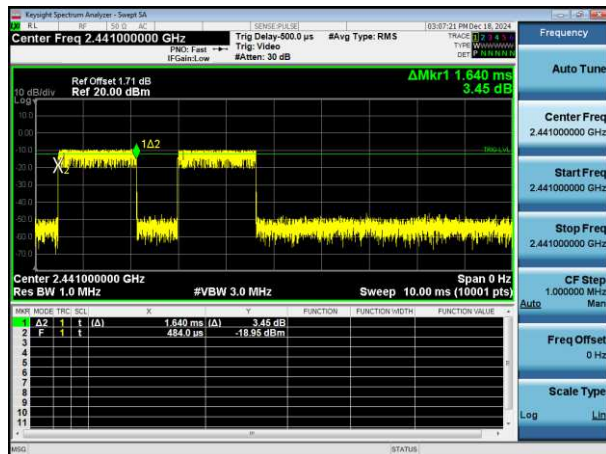 Keysight Spectrum Analyzer - Swept SA
RL RF 50 Ω AC SENSE:PULSE 03:07:21 PM Dec 18, 2024
Center Freq 2.441000000 GHz Trig Delay-500.0 µs #Avg Type: RMS TRACE 1 2 3 4 5 6
PNO: Fast Trig: Video TYPE WWWWWW
IFGain:Low #Atten: 30 dB DET P N N N N N
Frequency
Auto Tune
Center Freq
2.441000000 GHz
Start Freq
2.441000000 GHz
Stop Freq
2.441000000 GHz
CF Step
1.000000 MHz
Auto Man
Freq Offset
0 Hz
Scale Type
Log Lin
ΔMkr1 1.640 ms
3.45 dB
Ref Offset 1.71 dB
10 dB/div Ref 20.00 dBm
Log
10.0
0.00
-10.0
-20.0
-30.0
-40.0
-50.0
-60.0
-70.0
1Δ2
TRIG LVL
X2
Center 2.441000000 GHz Span 0 Hz
Res BW 1.0 MHz #VBW 3.0 MHz Sweep 10.00 ms (10001 pts)
MKR MODE TRC SCL X Y FUNCTION FUNCTION WIDTH FUNCTION VALUE
1 Δ2 1 t (Δ) 1.640 ms (Δ) 3.45 dB
2 F 1 t 484.0 µs -18.95 dBm
3
4
5
6
7
8
9
10
11
MSG STATUS